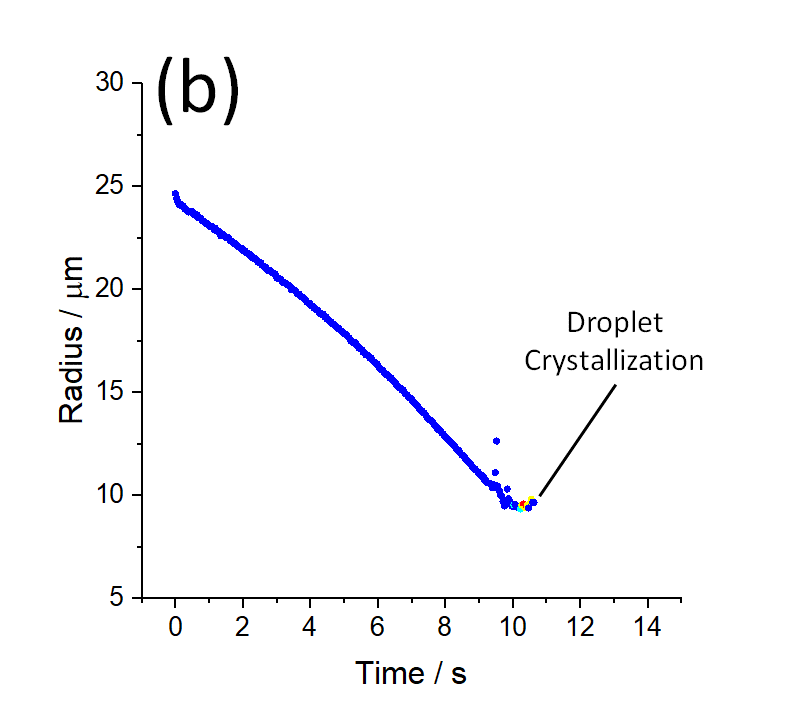 (b)
30
25
20
15
10
5
Radius / μm
Droplet
Crystallization
0 2 4 6 8 10 12 14
Time / s